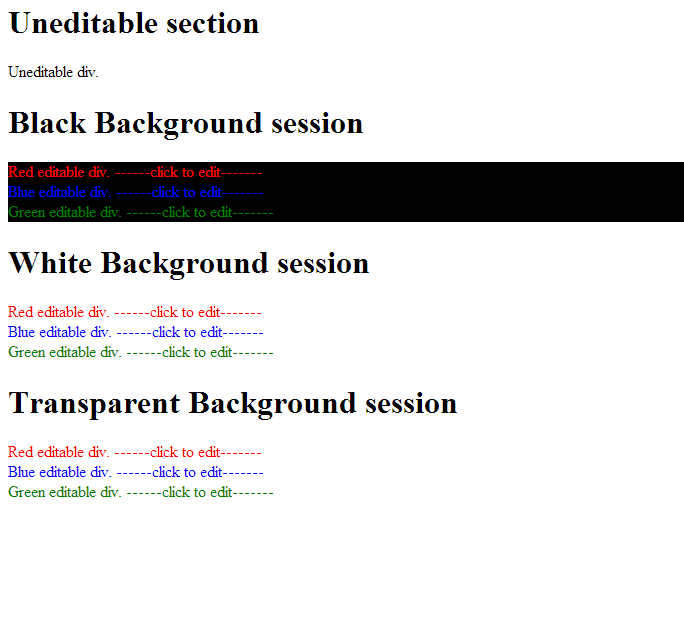 Uneditable section
Uneditable div.
Black Background session
Red editable div. ------click to edit-------
Blue editable div. ------click to edit-------
Green editable div. ------click to edit-------
White Background session
Red editable div. ------click to edit-------
Blue editable div. ------click to edit-------
Green editable div. ------click to edit-------
Transparent Background session
Red editable div. ------click to edit-------
Blue editable div. ------click to edit-------
Green editable div. ------click to edit-------